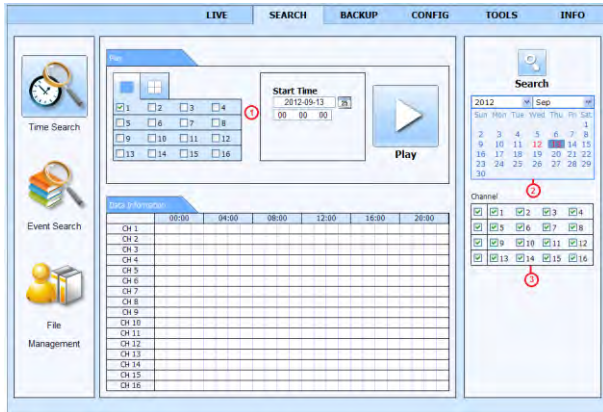 LIVE SEARCH BACKUP CONFIG TOOLS INFO
Time Search
Event Search
File
Management
Play
1 2 3 4
5 6 7 8
9 10 11 12
13 14 15 16
1
Start Time
2012-09-13
00 00 00
Play
Data Information
00:00 04:00 08:00 12:00 16:00 20:00
CH 1
CH 2
CH 3
CH 4
CH 5
CH 6
CH 7
CH 8
CH 9
CH 10
CH 11
CH 12
CH 13
CH 14
CH 15
CH 16
Search
2012 Sep
Sun Mon Tue Wed Thu Fri Sat
1
2 3 4 5 6 7 8
9 10 11 12 13 14 15
16 17 18 19 20 21 22
23 24 25 26 27 28 29
30
2
Channel
1 2 3 4
5 6 7 8
9 10 11 12
13 14 15 16
3